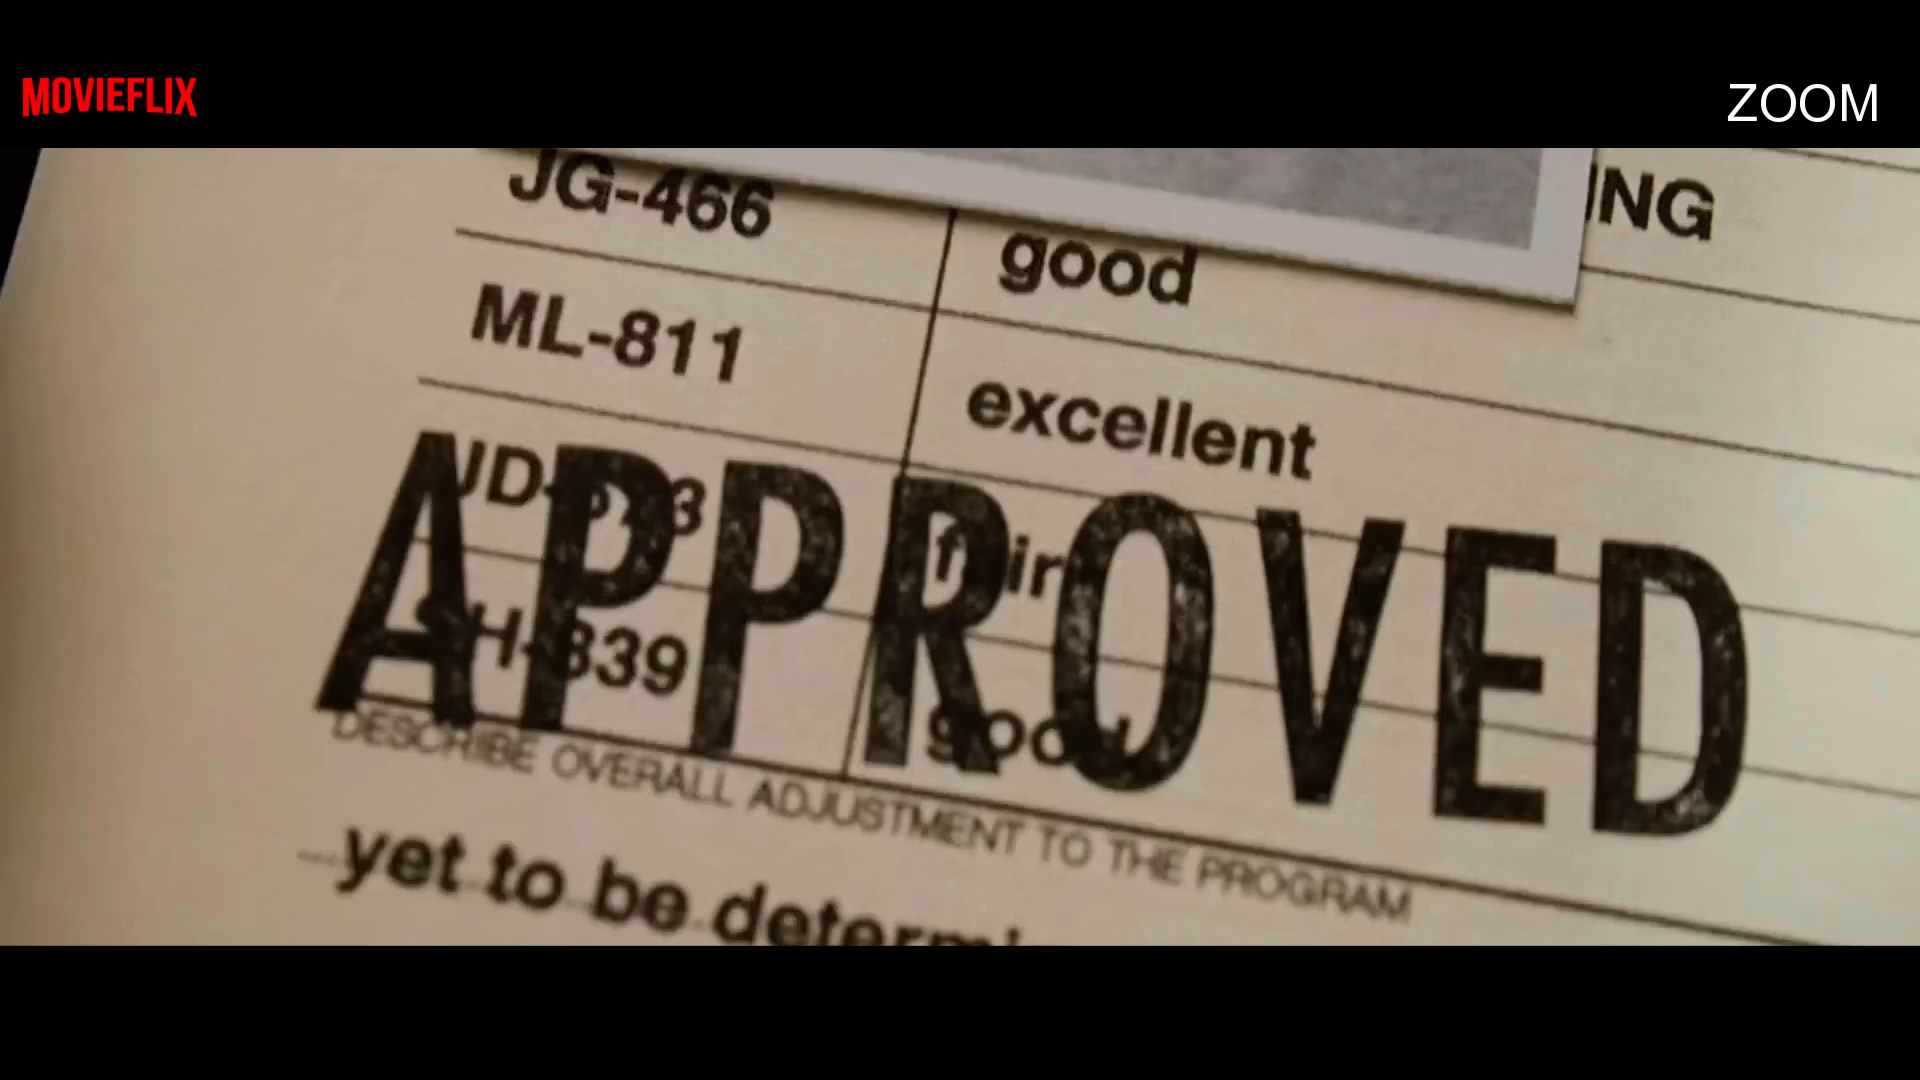 MOVIEFLIX
ZOOM
JG-466
ING
good
ML-811
excellent
APPROVED
good
DESCRIBE OVERALL ADJUSTMENT TO THE PROGRAM
yet to be